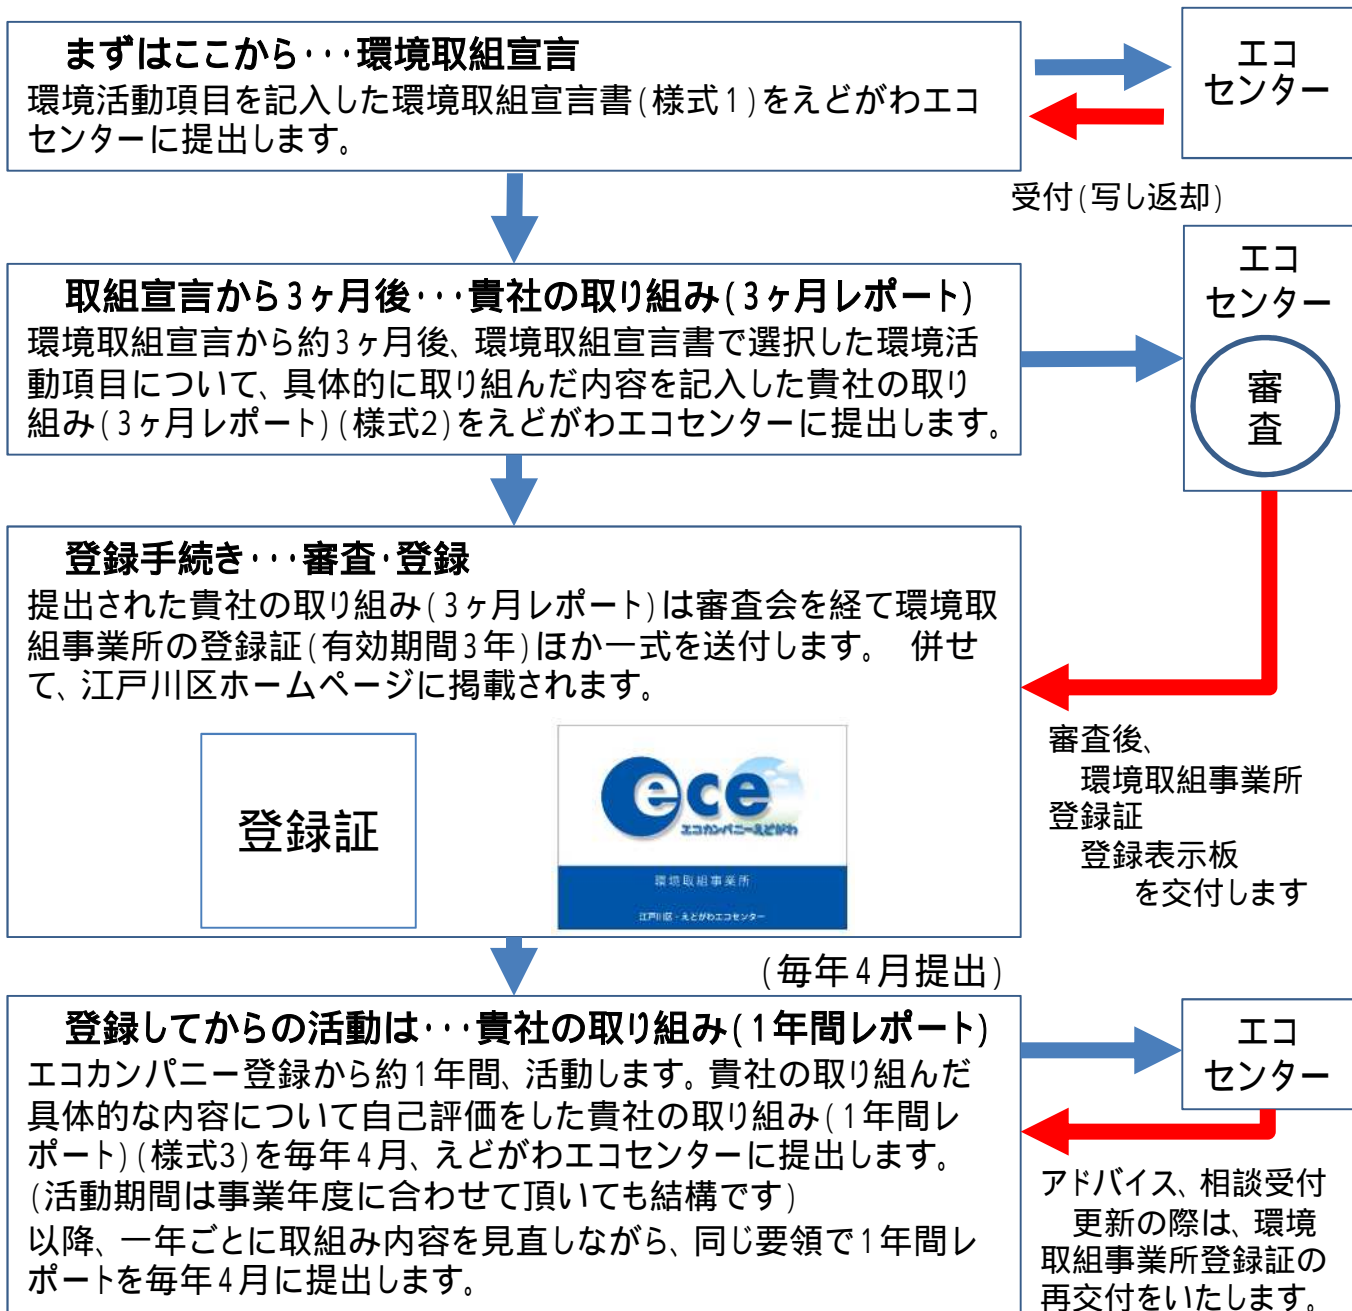 まずはここから・・・環境取組宣言
環境活動項目を記入した環境取組宣言書(様式1)をえどがわエコ
センターに提出します。
エコ
センター
受付(写し返却)
取組宣言から3ヶ月後・・・貴社の取り組み(3ヶ月レポート)
環境取組宣言から約3ヶ月後、環境取組宣言書で選択した環境活
動項目について、具体的に取り組んだ内容を記入した貴社の取り
組み(3ヶ月レポート)(様式2)をえどがわエコセンターに提出します。
エコ
センター
審
査
登録手続き・・・審査・登録
提出された貴社の取り組み(3ヶ月レポート)は審査会を経て環境取
組事業所の登録証(有効期間3年)ほか一式を送付します。 併せ
て、江戸川区ホームページに掲載されます。
登録証
ece
エコカンパニーえどがわ
環境取組事業所
江戸川区・えどがわエコセンター
審査後、
環境取組事業所
登録証
登録表示板
を交付します
(毎年4月提出)
登録してからの活動は・・・貴社の取り組み(1年間レポート)
エコカンパニー登録から約1年間、活動します。貴社の取り組んだ
具体的な内容について自己評価をした貴社の取り組み(1年間レ
ポート)(様式3)を毎年4月、えどがわエコセンターに提出します。
(活動期間は事業年度に合わせて頂いても結構です)
以降、一年ごとに取組み内容を見直しながら、同じ要領で1年間レ
ポートを毎年4月に提出します。
エコ
センター
アドバイス、相談受付
更新の際は、環境
取組事業所登録証の
再交付をいたします。